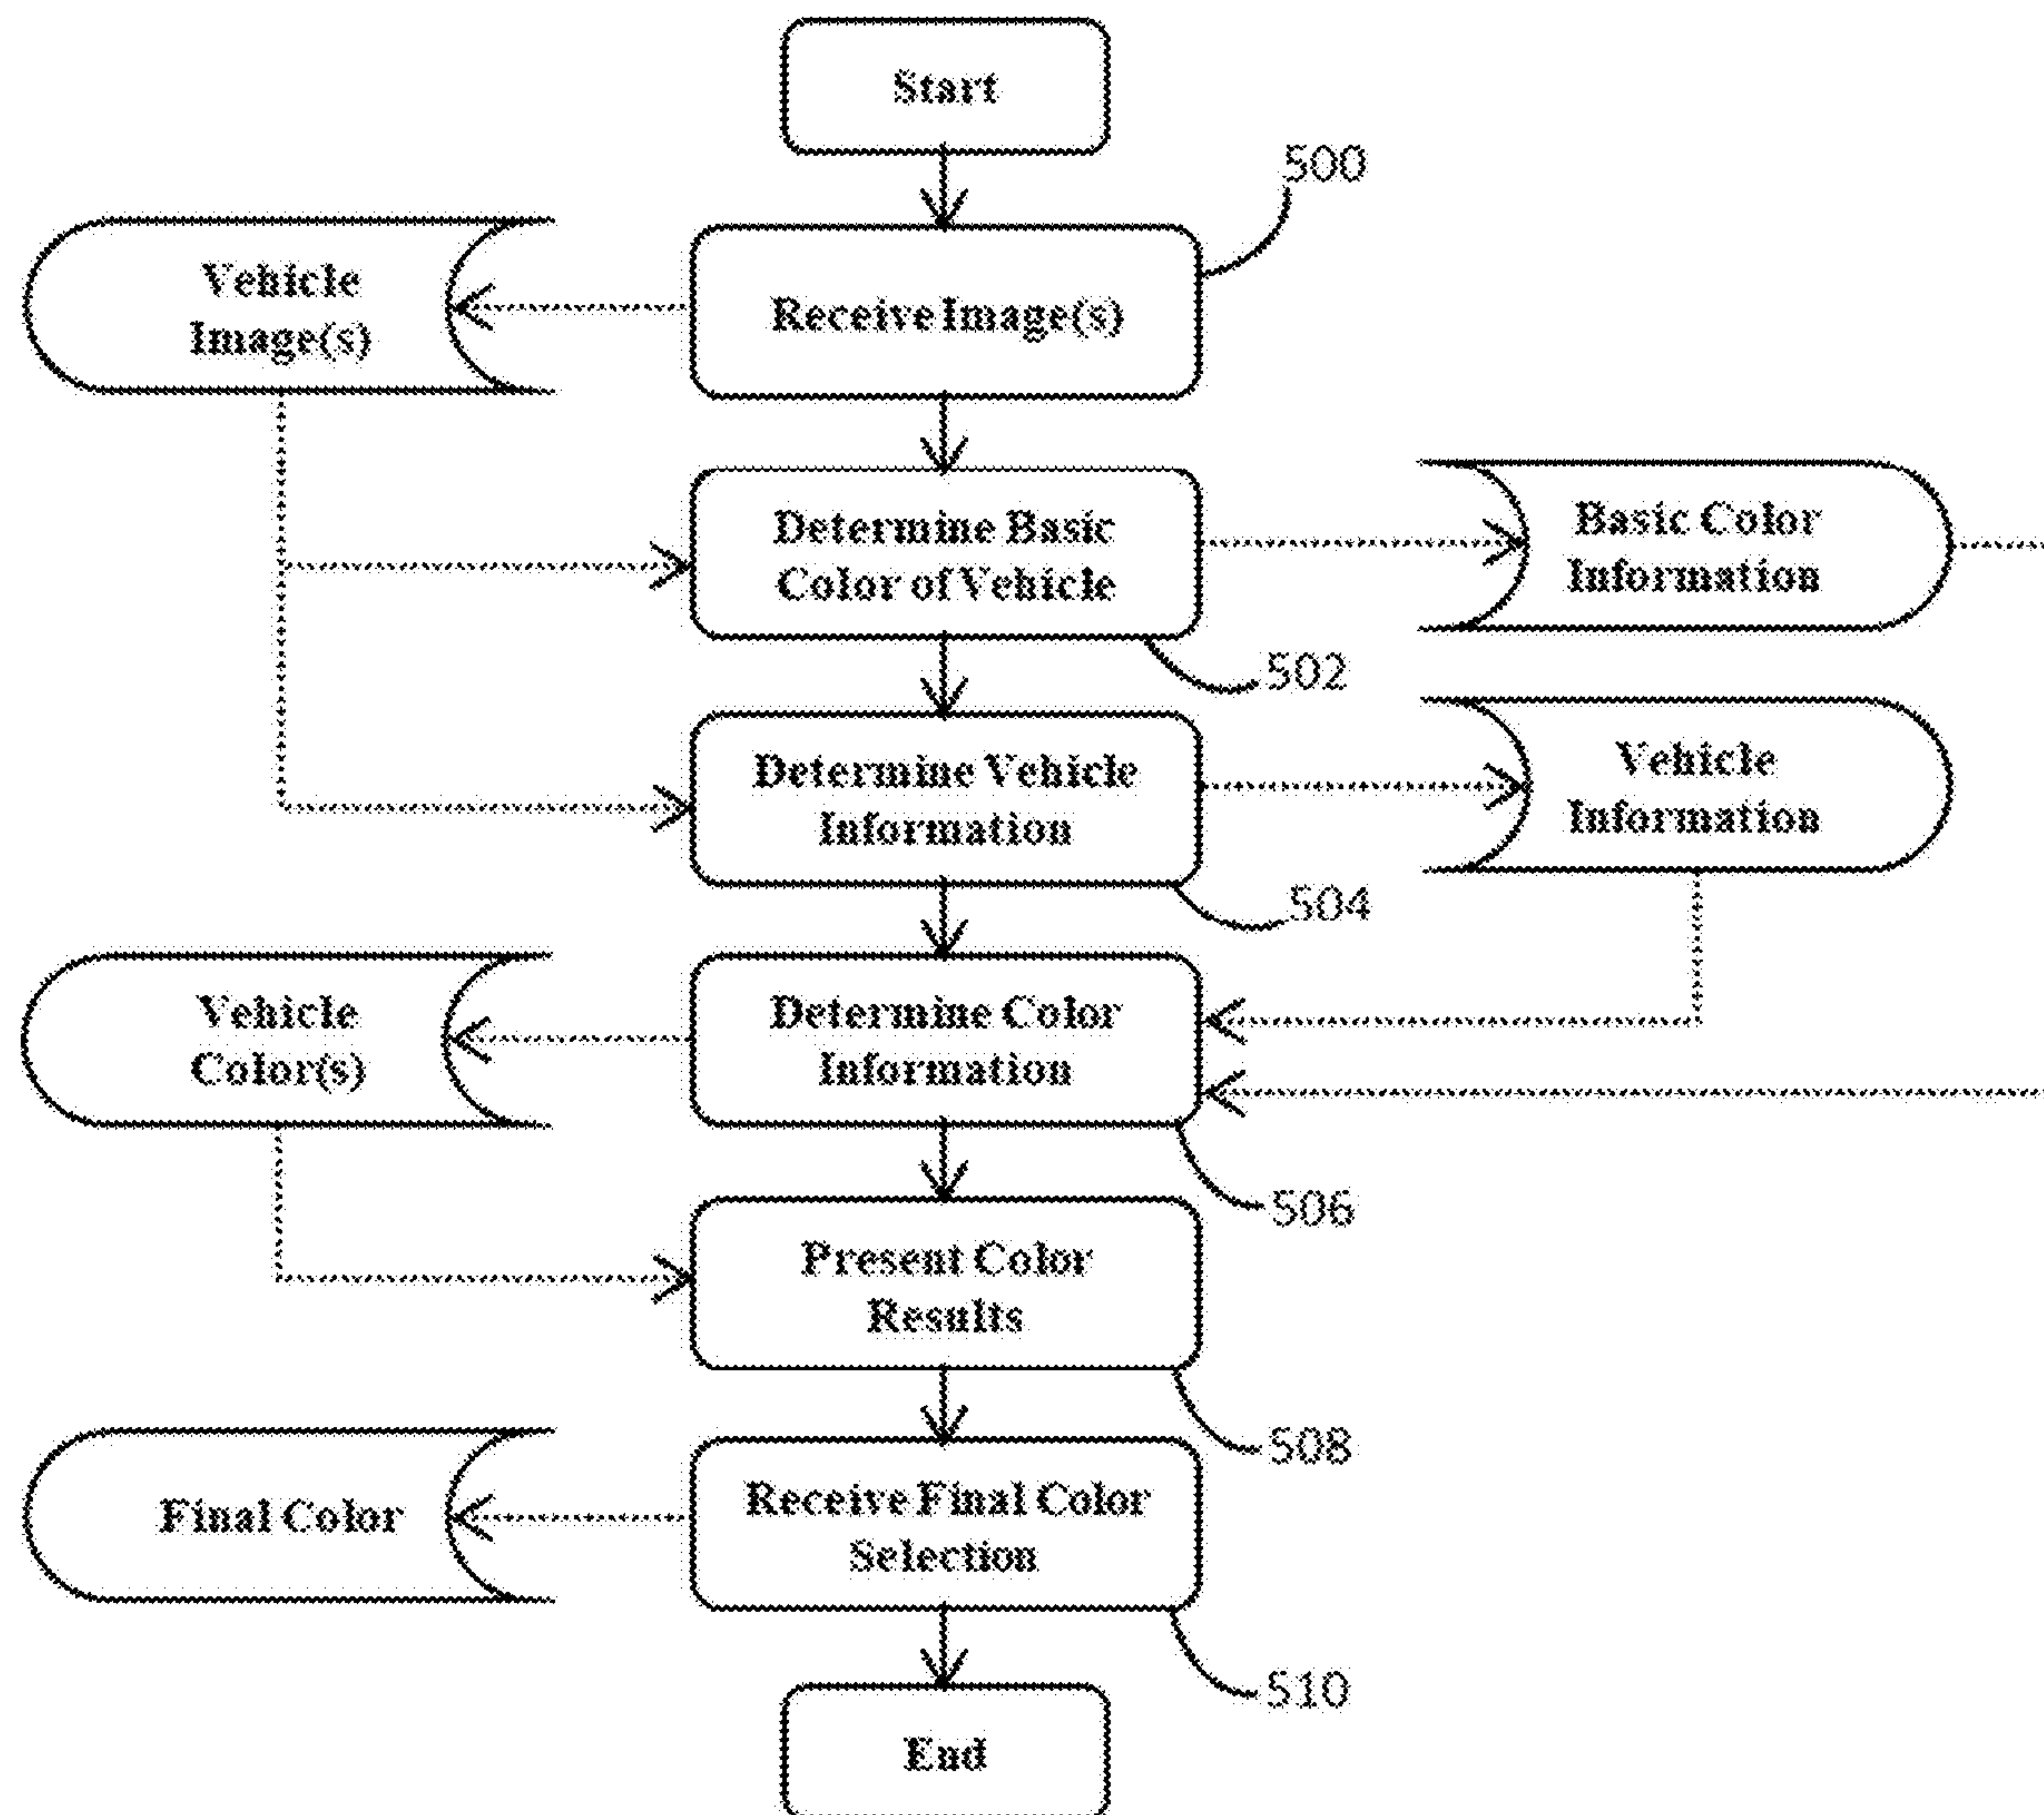 Start
500
Vehicle
Image(s)
Receive Image(s)
Determine Basic
Color of Vehicle
Basic Color
Information
502
Determine Vehicle
Information
Vehicle
Information
504
Vehicle
Color(s)
Determine Color
Information
506
Present Color
Results
508
Final Color
Receive Final Color
Selection
510
End